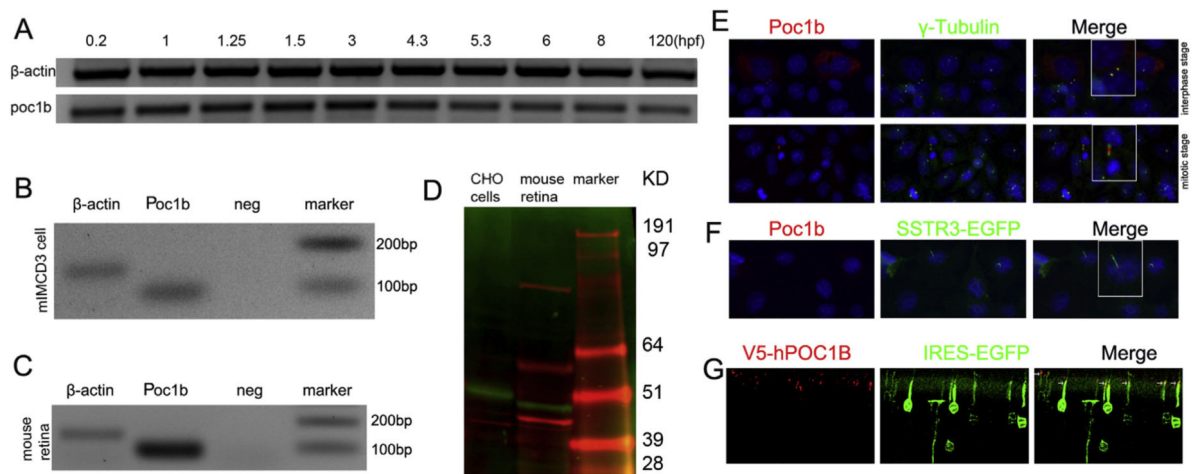 A
0.2 1 1.25 1.5 3 4.3 5.3 6 8 120(hpf)
β-actin
poc1b
B
β-actin Poc1b neg marker
mIMCD3 cell
200bp
100bp
C
β-actin Poc1b neg marker
mouse
retina
200bp
100bp
D
CHO
cells
mouse
retina
marker
KD
191
97
64
51
39
28
E
Poc1b γ-Tubulin Merge
interphase stage
mitotic stage
F
Poc1b SSTR3-EGFP Merge
G
V5-hPOC1B IRES-EGFP Merge